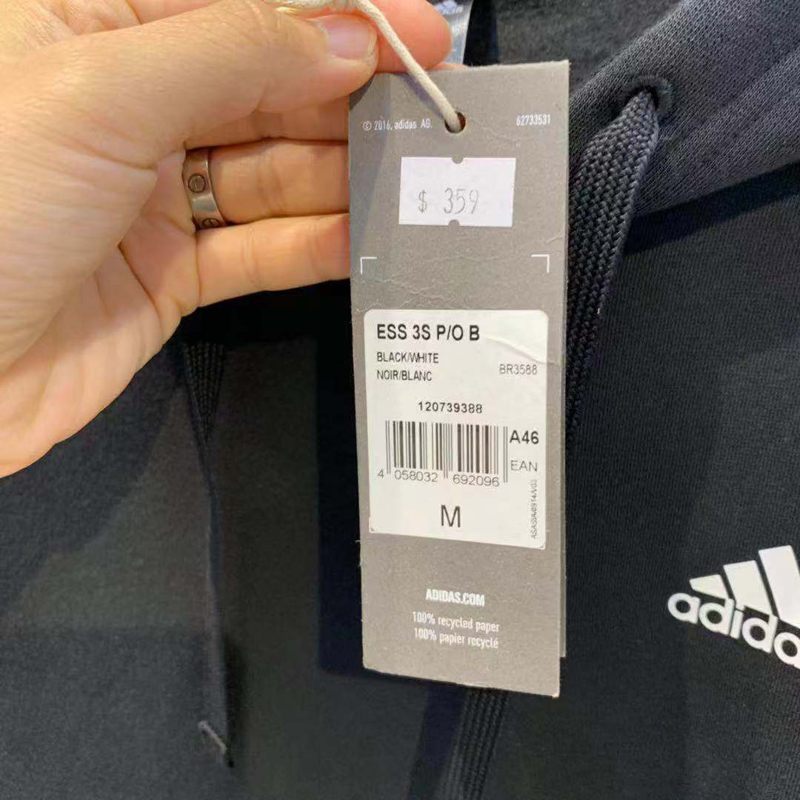 © 2016, adidas AG.
62733531
$ 359
ESS 3S P/O B
BLACK/WHITE
NOIR/BLANC
BR3588
120739388
A46
EAN
4 058032 692096
M
ADIDAS.COM
100% recycled paper
100% papier recyclé
adidas